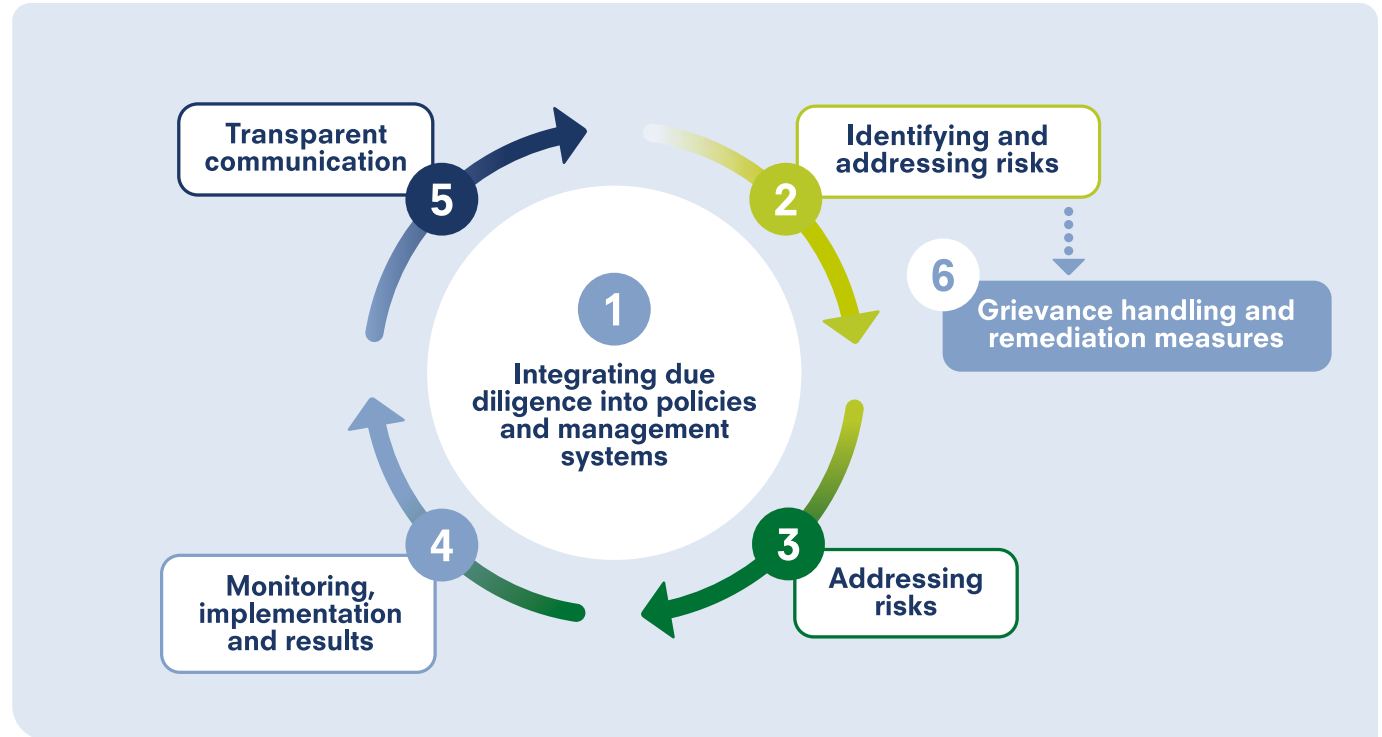 1
Integrating due
diligence into policies
and management
systems
2
Identifying and
addressing risks
3
Addressing
risks
4
Monitoring,
implementation
and results
5
Transparent
communication
6
Grievance handling and
remediation measures